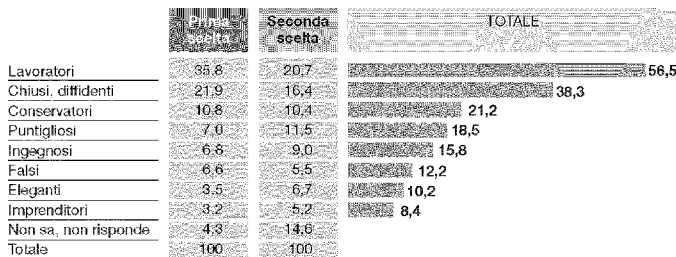 Prima scelta Seconda scelta TOTALE
Lavoratori 35,8 20,7 56,5
Chiusi, diffidenti 21,9 16,4 38,3
Conservatori 10,8 10,4 21,2
Puntigliosi 7,0 11,5 18,5
Ingegnosi 6,8 9,0 15,8
Falsi 6,6 5,5 12,2
Eleganti 3,5 6,7 10,2
Imprenditori 3,2 5,2 8,4
Non sa, non risponde 4,3 14,6
Totale 100 100